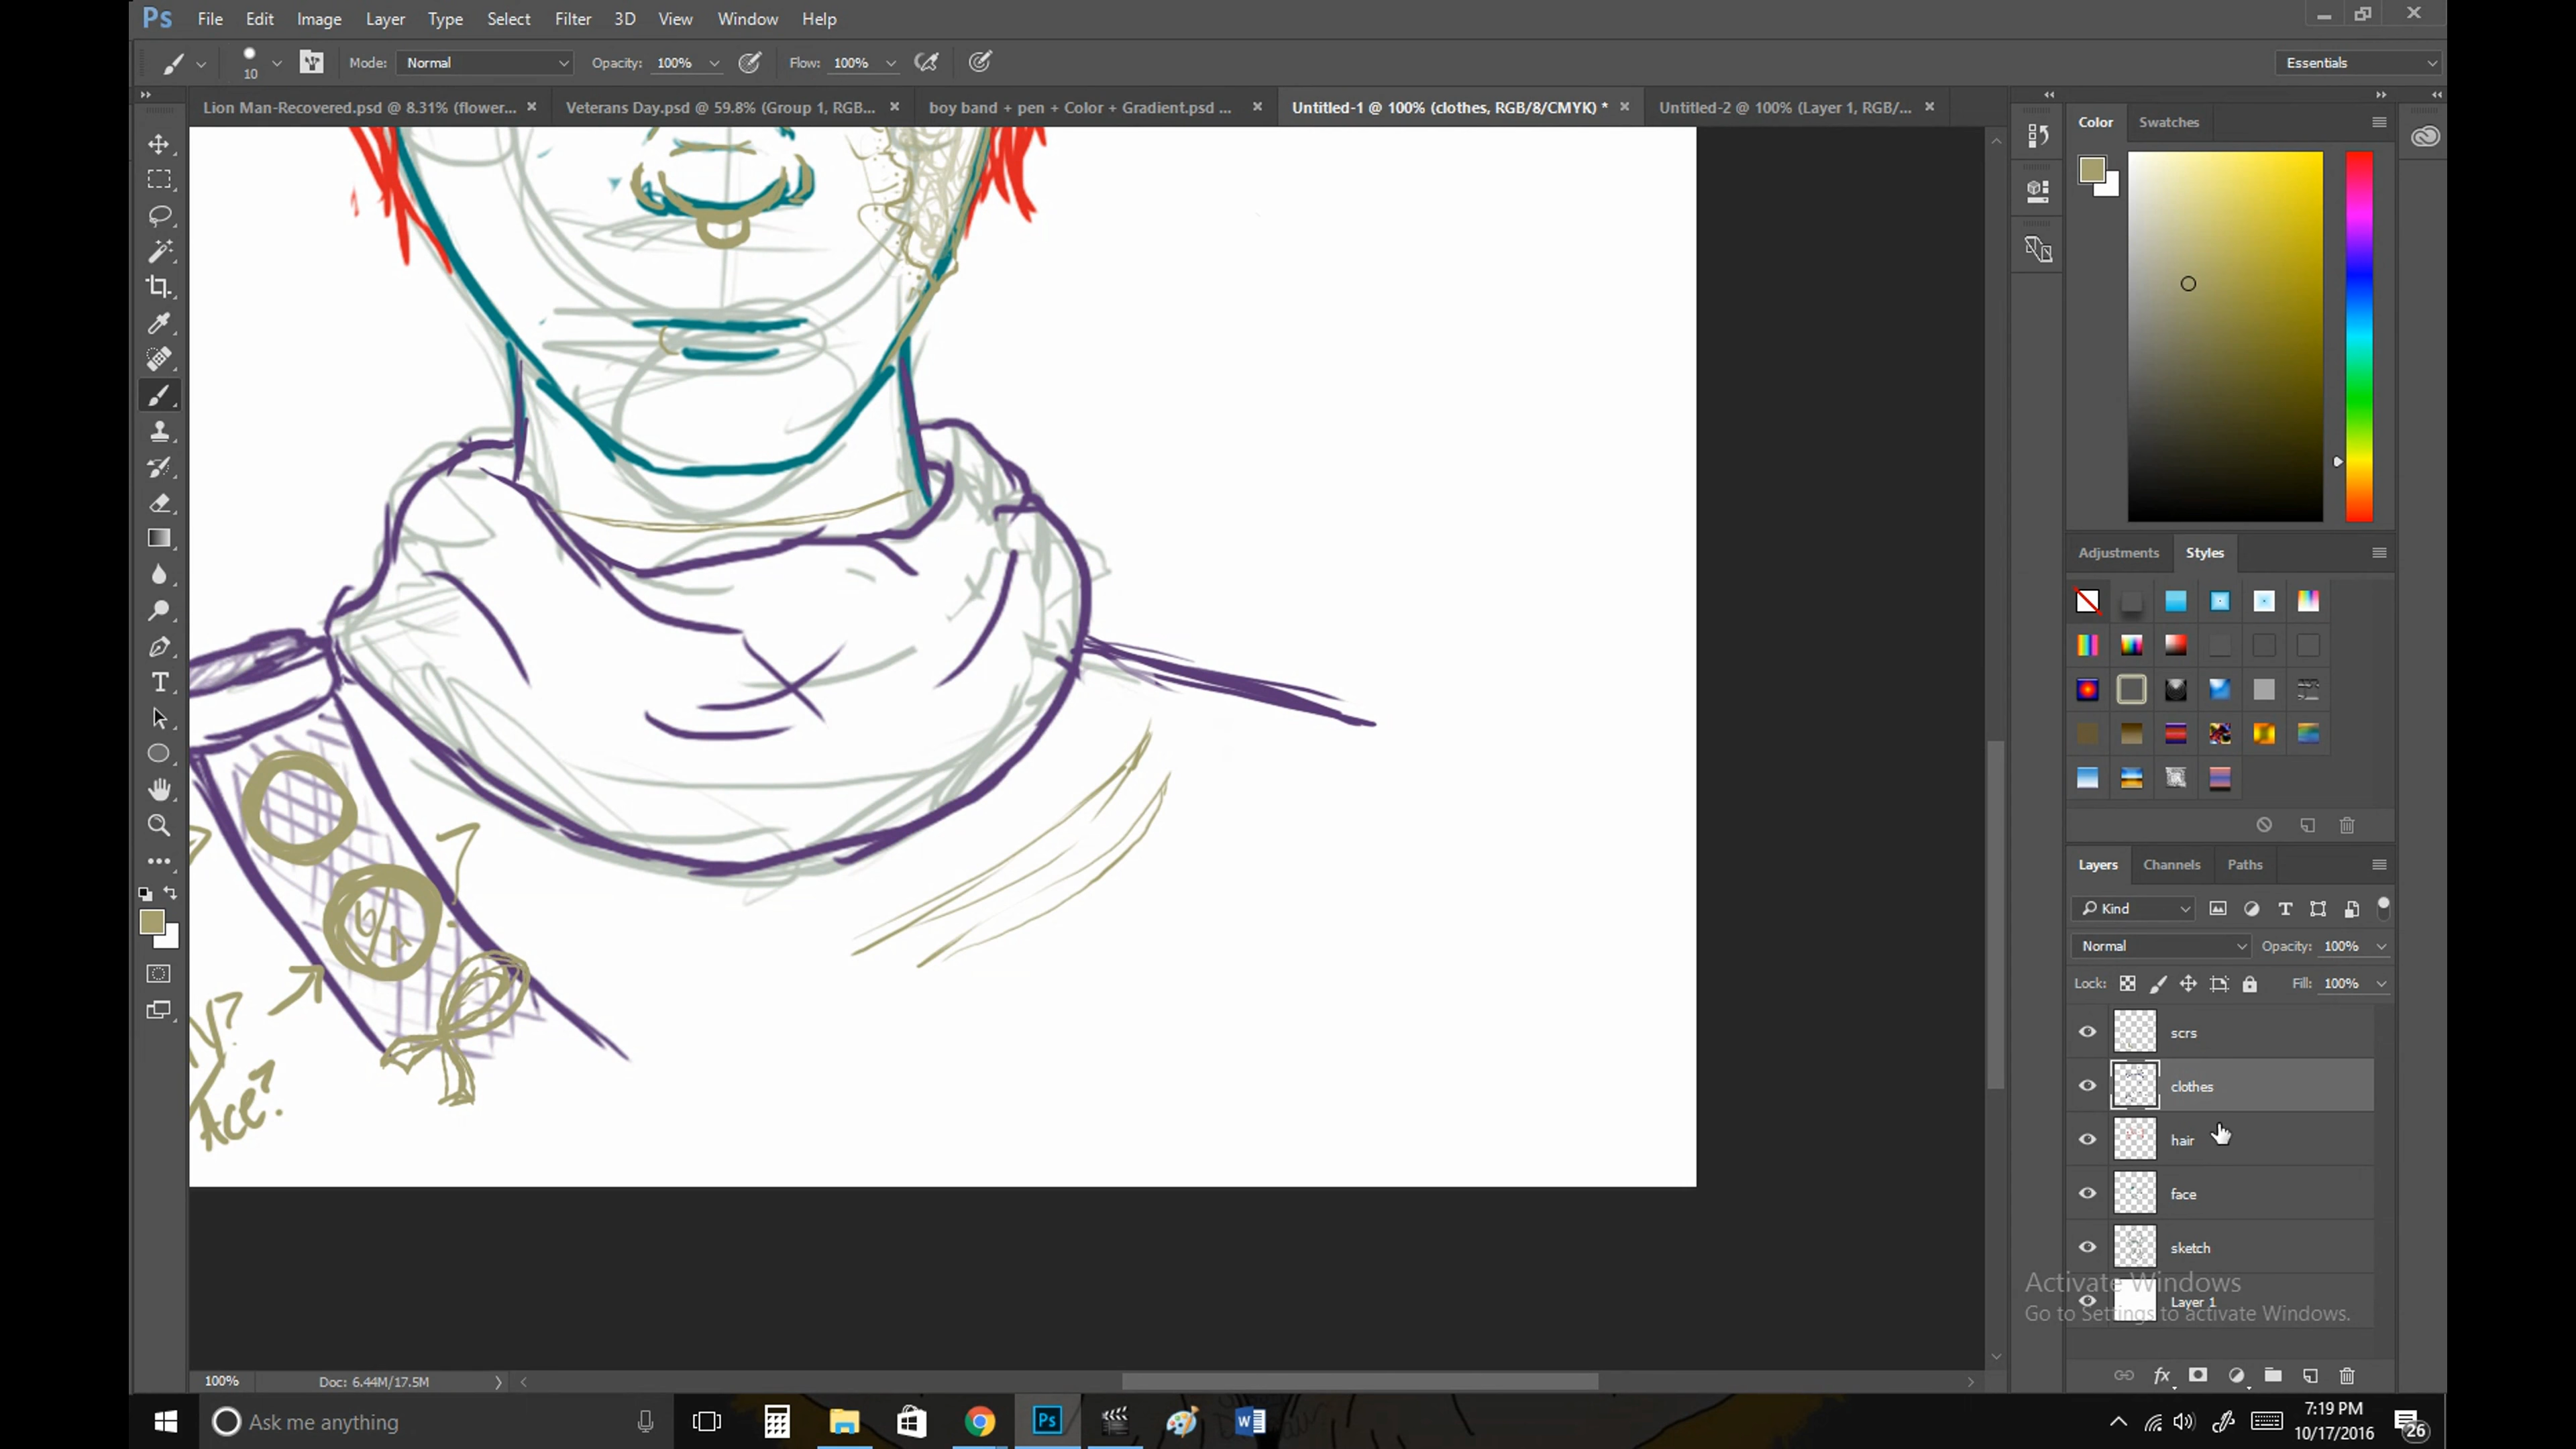 Ps File Edit Image Layer Type Select Filter 3D View Window Help
10 Mode: Normal Opacity: 100% Flow: 100% Essentials
Lion Man-Recovered.psd @ 8.31% (flower... × Veterans Day.psd @ 59.8% (Group 1, RGB... × boy band + pen + Color + Gradient.psd ... × Untitled-1 @ 100% (clothes, RGB/8/CMYK) * × Untitled-2 @ 100% (Layer 1, RGB/... ×
Color Swatches
Adjustments Styles
Layers Channels Paths
Kind
Normal Opacity: 100%
Lock: Fill: 100%
scrs
clothes
hair
face
sketch
Layer 1
?
Ace?
Activate Windows
Go to Settings to activate Windows.
100% Doc: 6.44M/17.5M
Ask me anything
Ps
7:19 PM
10/17/2016
26